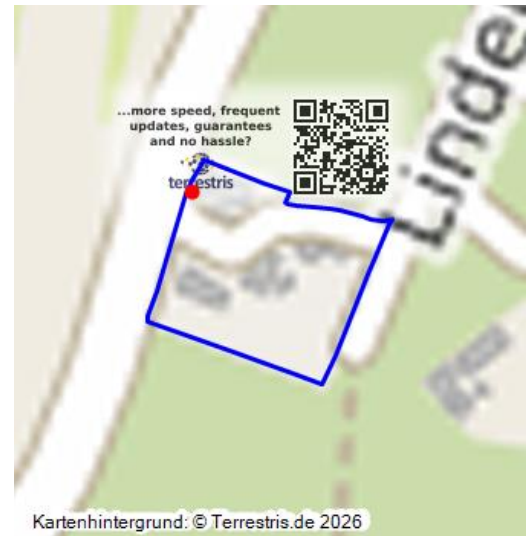 ...more speed, frequent
updates, guarantees
and no hassle?
terrestris
Linde
Kartenhintergrund: © Terrestris.de 2026